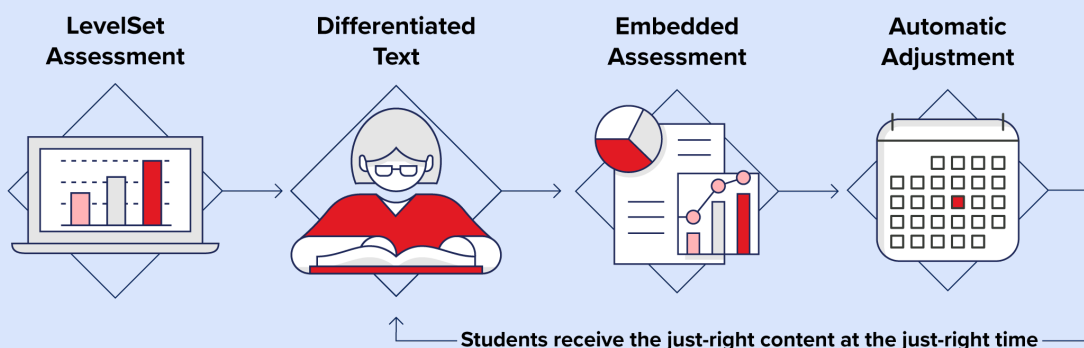 LevelSet
Assessment
Differentiated
Text
Embedded
Assessment
Automatic
Adjustment
Students receive the just-right content at the just-right time